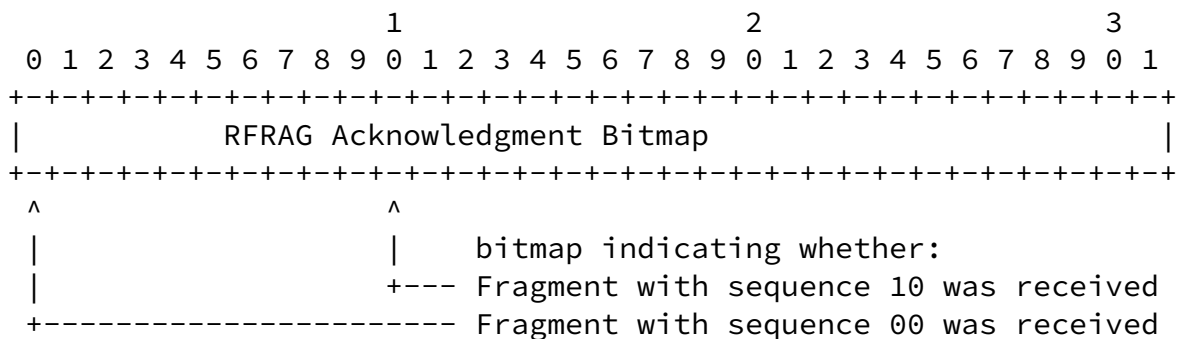 1                   2                   3
 0 1 2 3 4 5 6 7 8 9 0 1 2 3 4 5 6 7 8 9 0 1 2 3 4 5 6 7 8 9 0 1
+-+-+-+-+-+-+-+-+-+-+-+-+-+-+-+-+-+-+-+-+-+-+-+-+-+-+-+-+-+-+-+-+
|           RFRAG Acknowledgment Bitmap                         |
+-+-+-+-+-+-+-+-+-+-+-+-+-+-+-+-+-+-+-+-+-+-+-+-+-+-+-+-+-+-+-+-+
 ^                   ^
 |                   |    bitmap indicating whether:
 |                   +--- Fragment with sequence 10 was received
 +----------------------- Fragment with sequence 00 was received